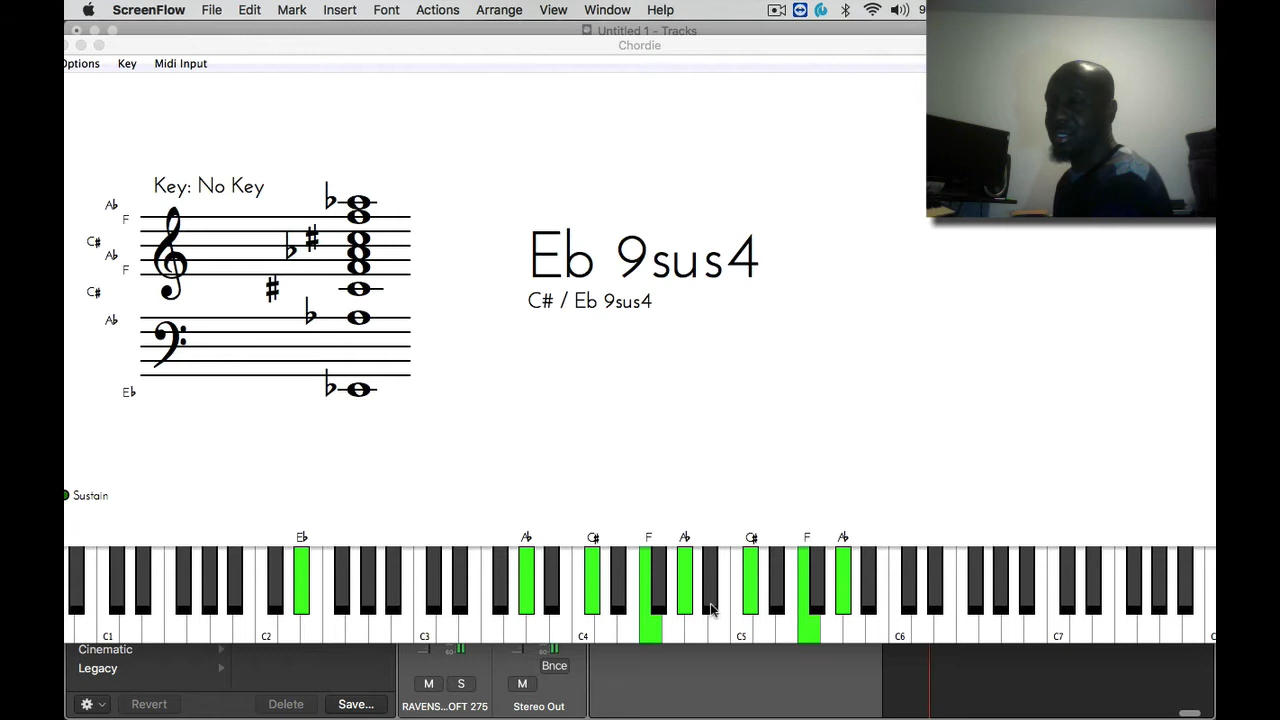 ScreenFlow File Edit Mark Insert Font Actions Arrange View Window Help 9
Untitled 1 - Tracks
Chordie
Options Key Midi Input
Key: No Key
Ab
F
C#
Ab
F
C#
Ab
Eb
Eb 9sus4
C# / Eb 9sus4
Sustain
Eb Ab C# F Ab C# F Ab
C1 C2 C3 C4 C5 C6 C7 C
Cinematic
Legacy
Bnce
M S M
Revert Delete Save... RAVENS...OFT 275 Stereo Out